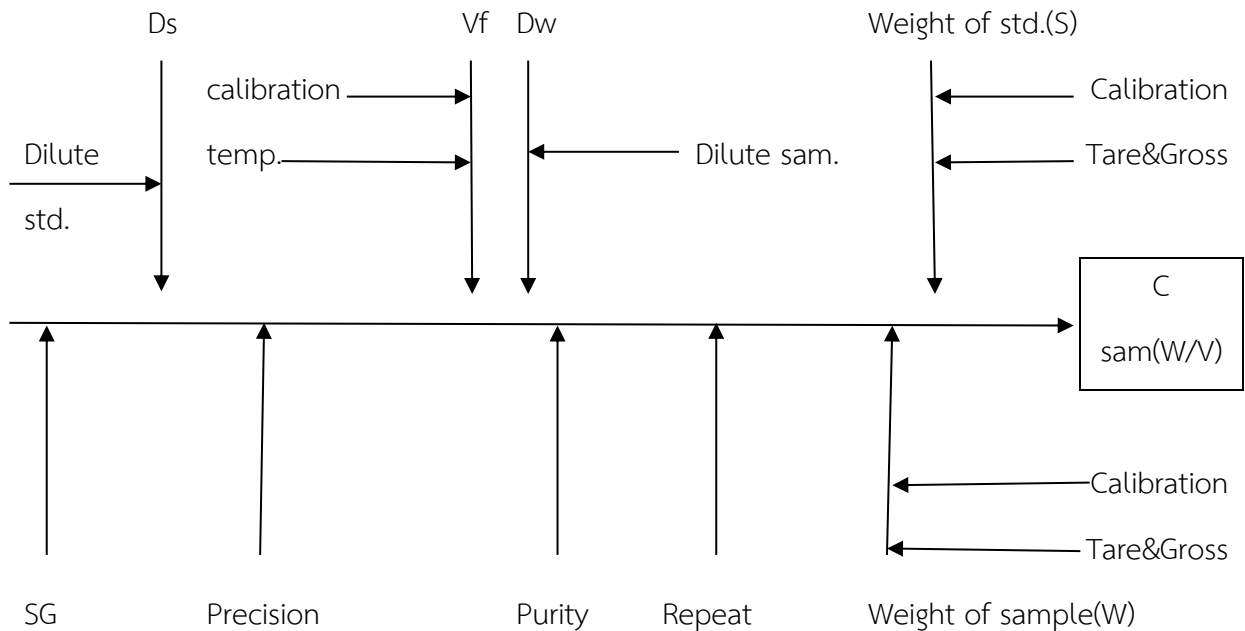 Ds
Vf
Dw
Weight of std.(S)
calibration
Calibration
Dilute
temp.
Dilute sam.
Tare&Gross
std.
C
sam(W/V)
Calibration
Tare&Gross
SG
Precision
Purity
Repeat
Weight of sample(W)